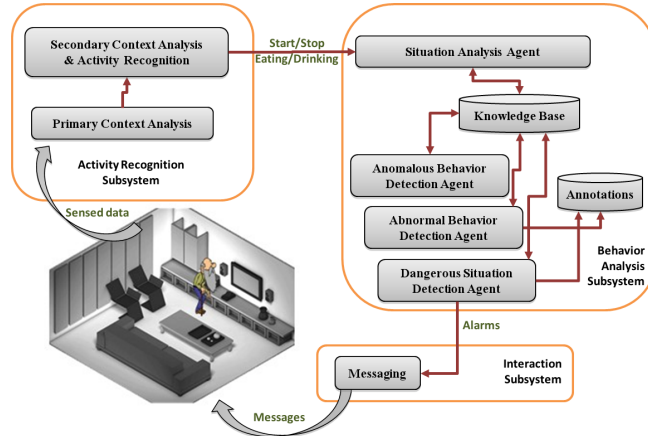 Secondary Context Analysis
& Activity Recognition
Primary Context Analysis
Activity Recognition
Subsystem
Sensed data
Start/Stop
Eating/Drinking
Situation Analysis Agent
Knowledge Base
Anomalous Behavior
Detection Agent
Annotations
Abnormal Behavior
Detection Agent
Dangerous Situation
Detection Agent
Behavior
Analysis
Subsystem
Alarms
Messaging
Interaction
Subsystem
Messages